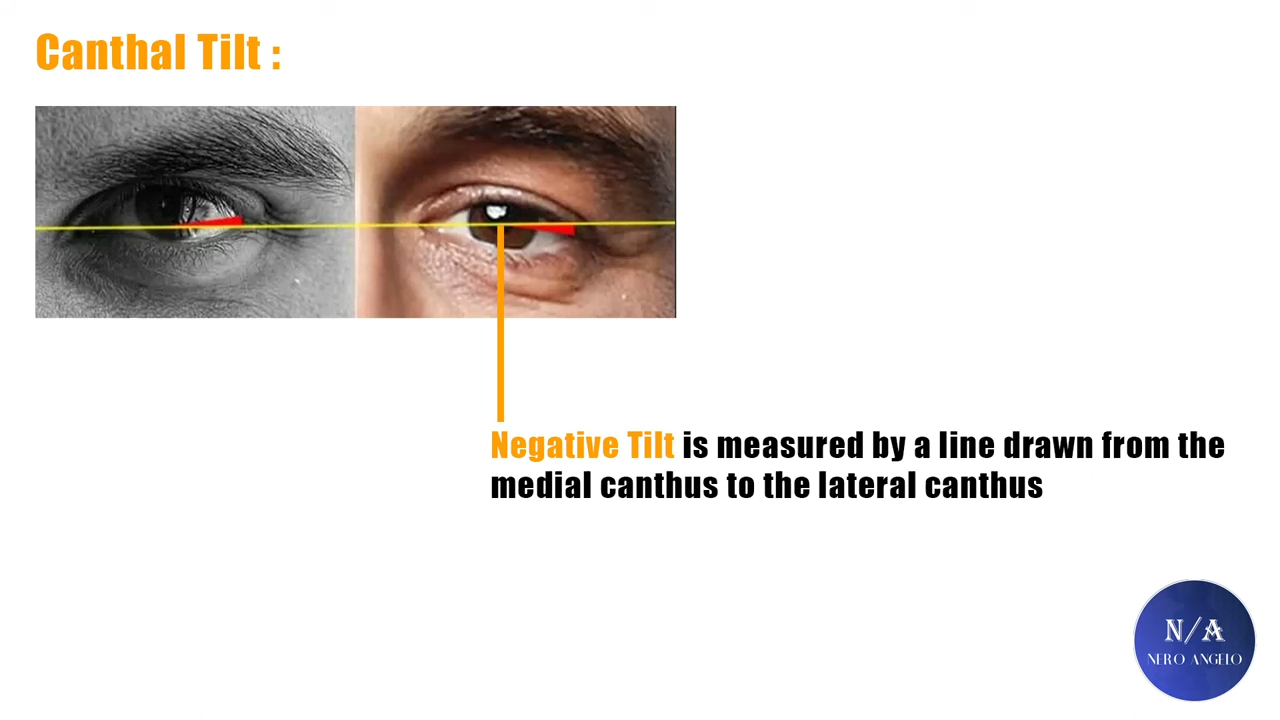 Canthal Tilt :
Negative Tilt is measured by a line drawn from the
medial canthus to the lateral canthus
N/A
NERO ANGELO